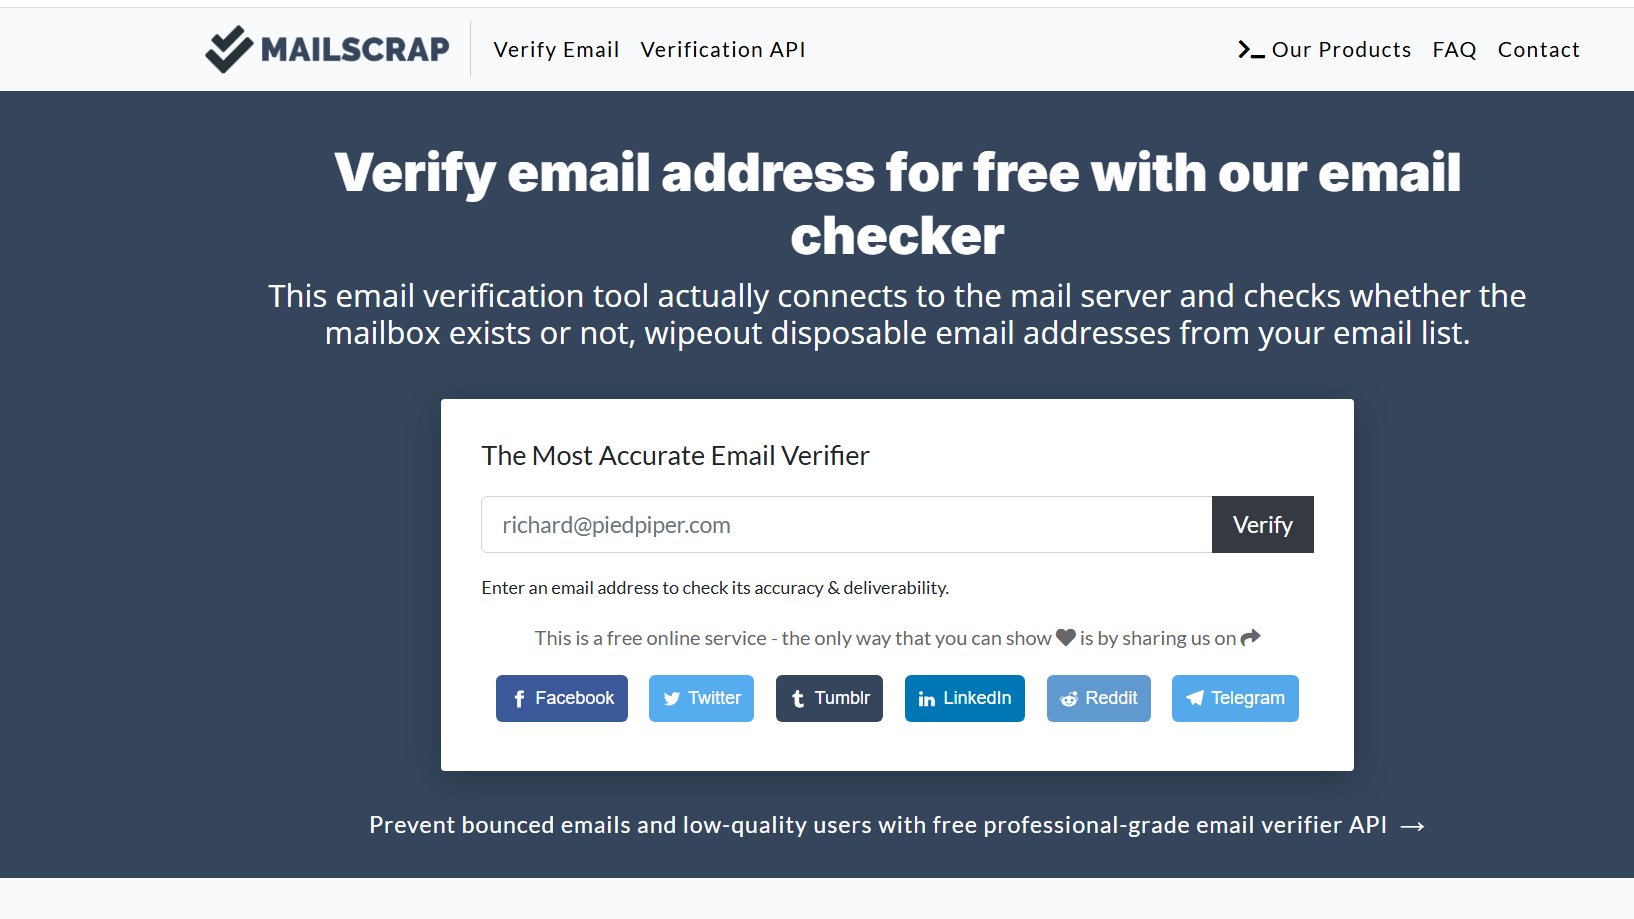 MAILSCRAP
Verify Email
Verification API
Our Products
FAQ
Contact
Verify email address for free with our email
checker
This email verification tool actually connects to the mail server and checks whether the
mailbox exists or not, wipeout disposable email addresses from your email list.
The Most Accurate Email Verifier
richard@piedpiper.com
Verify
Enter an email address to check its accuracy & deliverability.
This is a free online service - the only way that you can show is by sharing us on
Facebook
Twitter
Tumblr
LinkedIn
Reddit
Telegram
Prevent bounced emails and low-quality users with free professional-grade email verifier API →